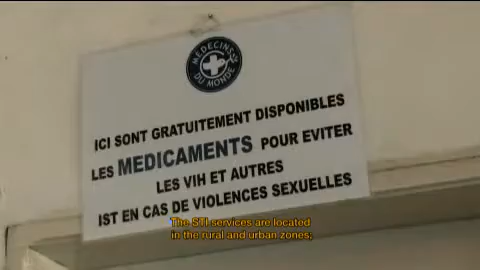 MEDECINS
DU MONDE
ICI SONT GRATUITEMENT DISPONIBLES
LES MEDICAMENTS POUR EVITER
LES VIH ET AUTRES
IST EN CAS DE VIOLENCES SEXUELLES
The STI services are located
in the rural and urban zones;